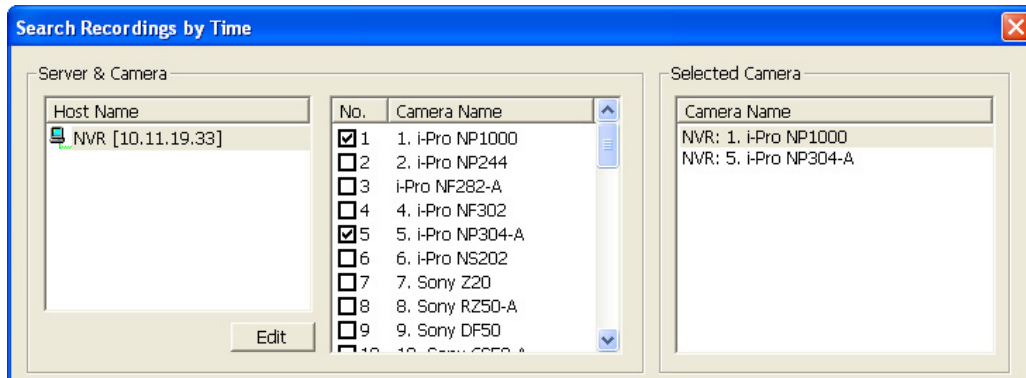 Search Recordings by Time
Server & Camera
Host Name
NVR [10.11.19.33]
Edit
No. Camera Name
1 1. i-Pro NP1000
2 2. i-Pro NP244
3 i-Pro NF282-A
4 4. i-Pro NF302
5 5. i-Pro NP304-A
6 6. i-Pro NS202
7 7. Sony Z20
8 8. Sony RZ50-A
9 9. Sony DF50
Selected Camera
Camera Name
NVR: 1. i-Pro NP1000
NVR: 5. i-Pro NP304-A